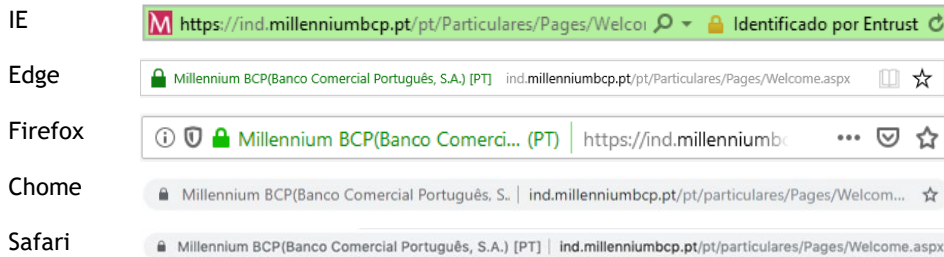 IE
M https://ind.millenniumbcp.pt/pt/Particulares/Pages/Welcor Identificado por Entrust
Edge
Millennium BCP(Banco Comercial Português, S.A.) [PT] ind.millenniumbcp.pt/pt/Particulares/Pages/Welcome.aspx
Firefox
Millennium BCP(Banco Comerci... (PT) https://ind.millenniumbc
Chome
Millennium BCP(Banco Comercial Português, S.. ind.millenniumbcp.pt/pt/particulares/Pages/Welcom...
Safari
Millennium BCP(Banco Comercial Português, S.A.) [PT] ind.millenniumbcp.pt/pt/particulares/Pages/Welcome.aspx